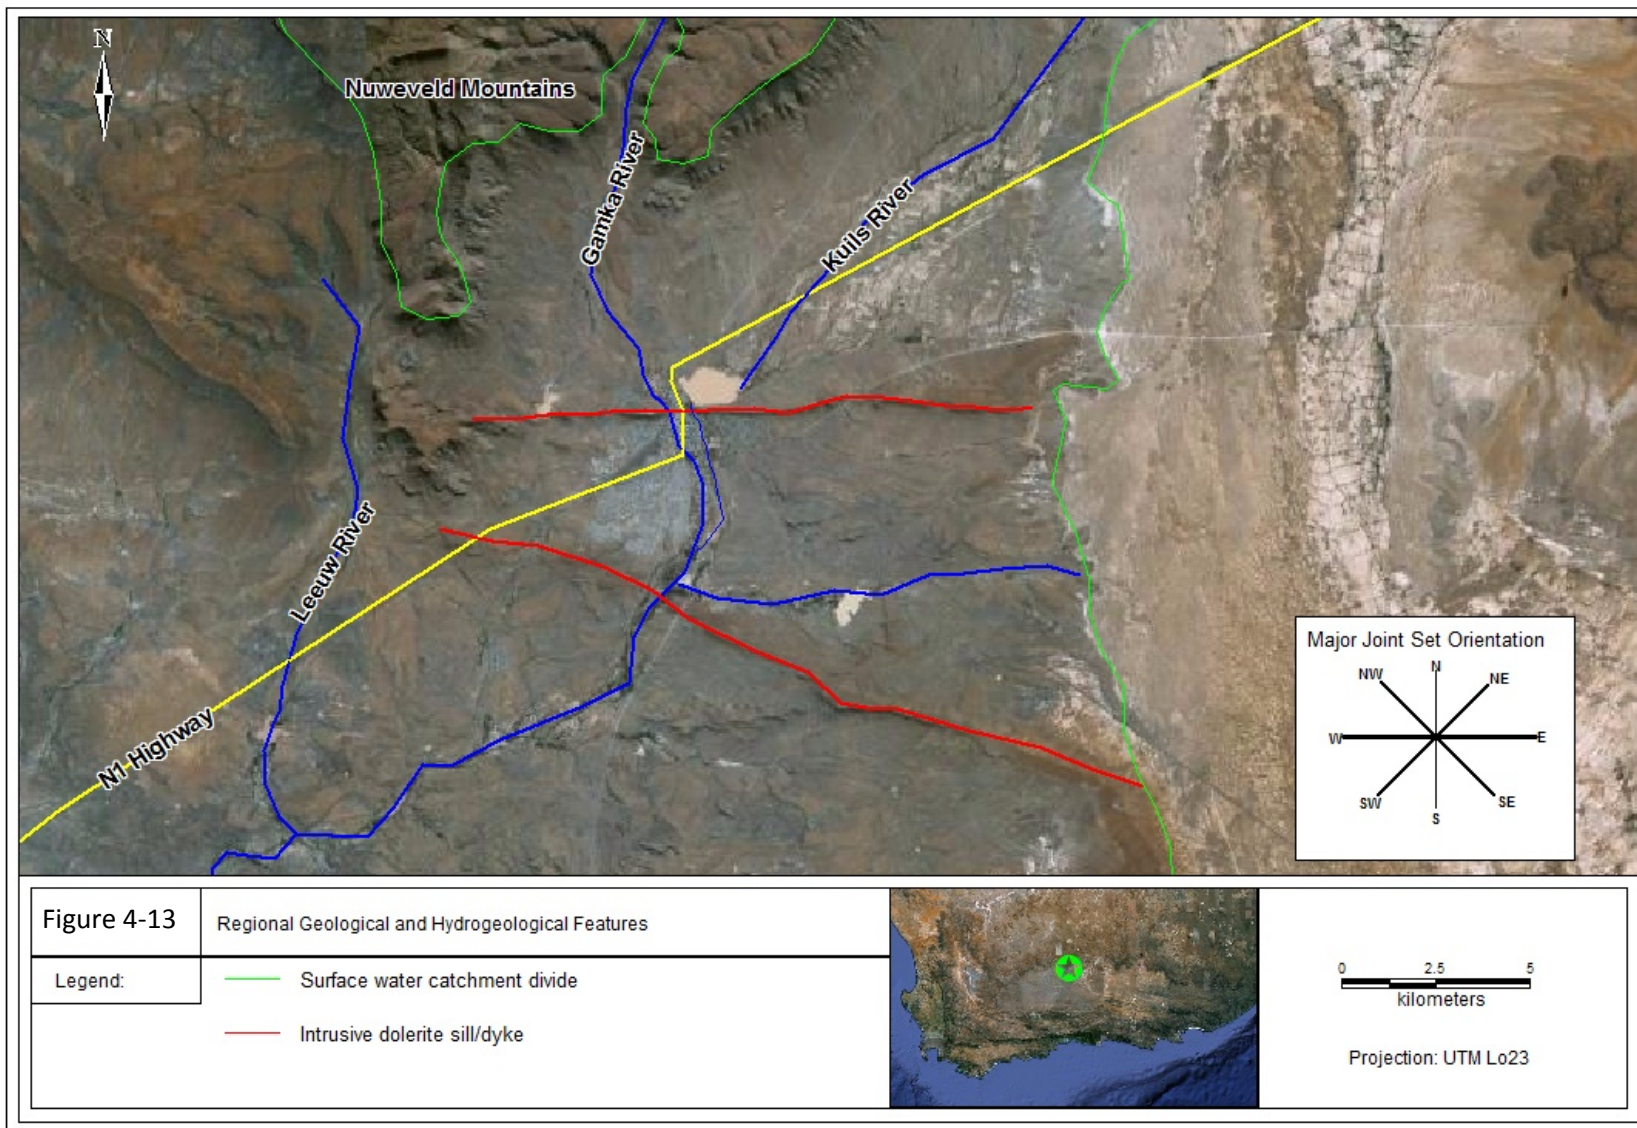 N
Nuweveld Mountains
Gamka River
Kuils River
Leeuw River
N1 Highway
Major Joint Set Orientation
N
NW
NE
W
E
SW
SE
S
Figure 4-13
Regional Geological and Hydrogeological Features
Legend:
Surface water catchment divide
Intrusive dolerite sill/dyke
0 2.5 5
kilometers
Projection: UTM Lo23